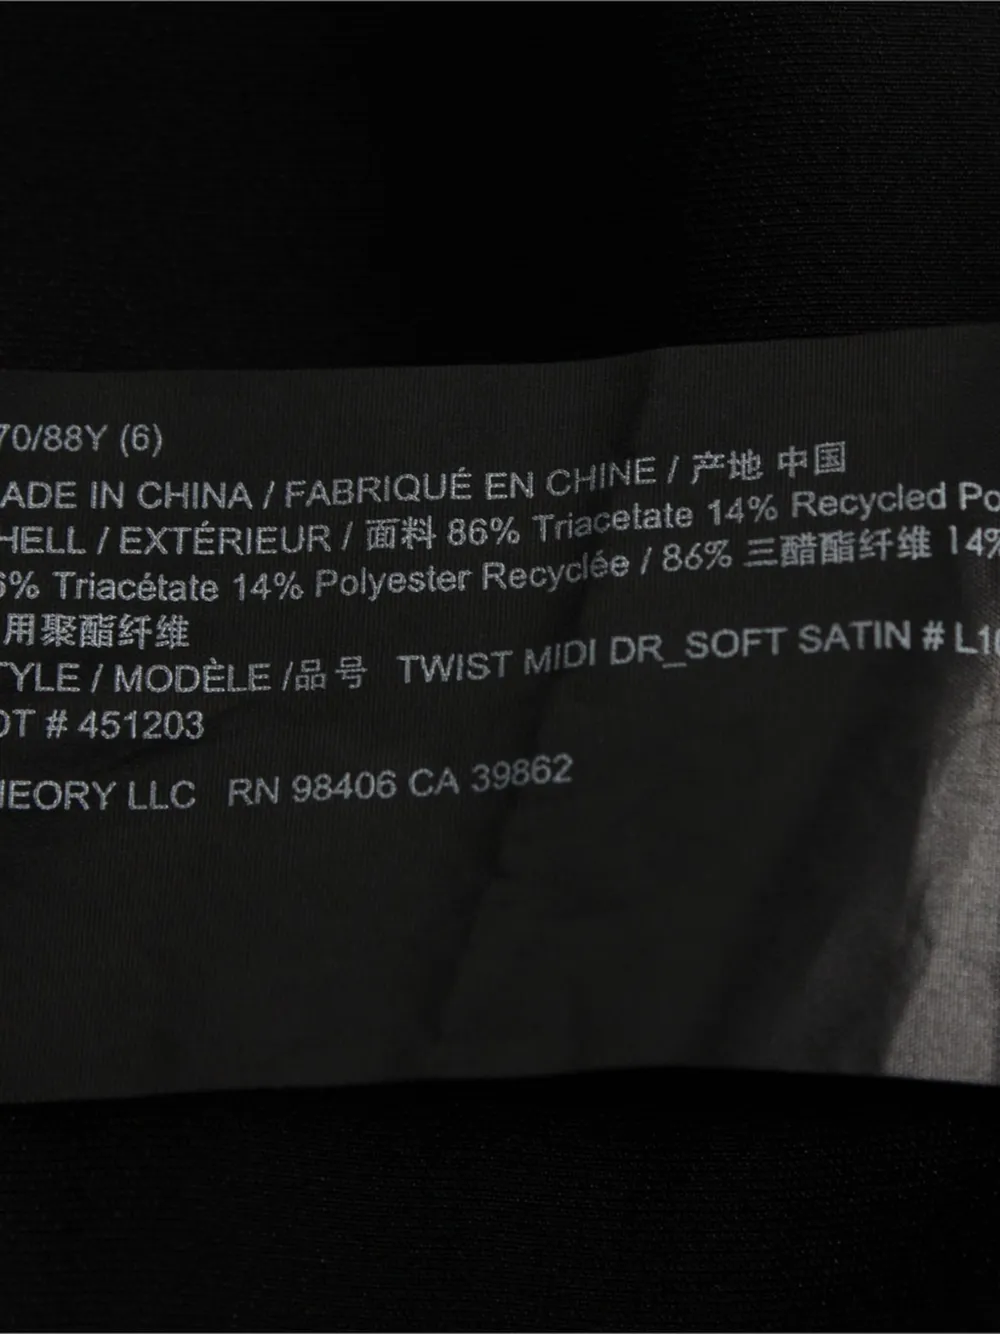 70/88Y (6)
ADE IN CHINA / FABRIQUÉ EN CHINE / 产地 中国
HELL / EXTÉRIEUR / 面料 86% Triacetate 14% Recycled Po
6% Triacétate 14% Polyester Recyclée / 86% 三醋酯纤维 14%
用聚酯纤维
TYLE / MODÈLE /品号 TWIST MIDI DR_SOFT SATIN # L10
OT # 451203
HEORY LLC RN 98406 CA 39862